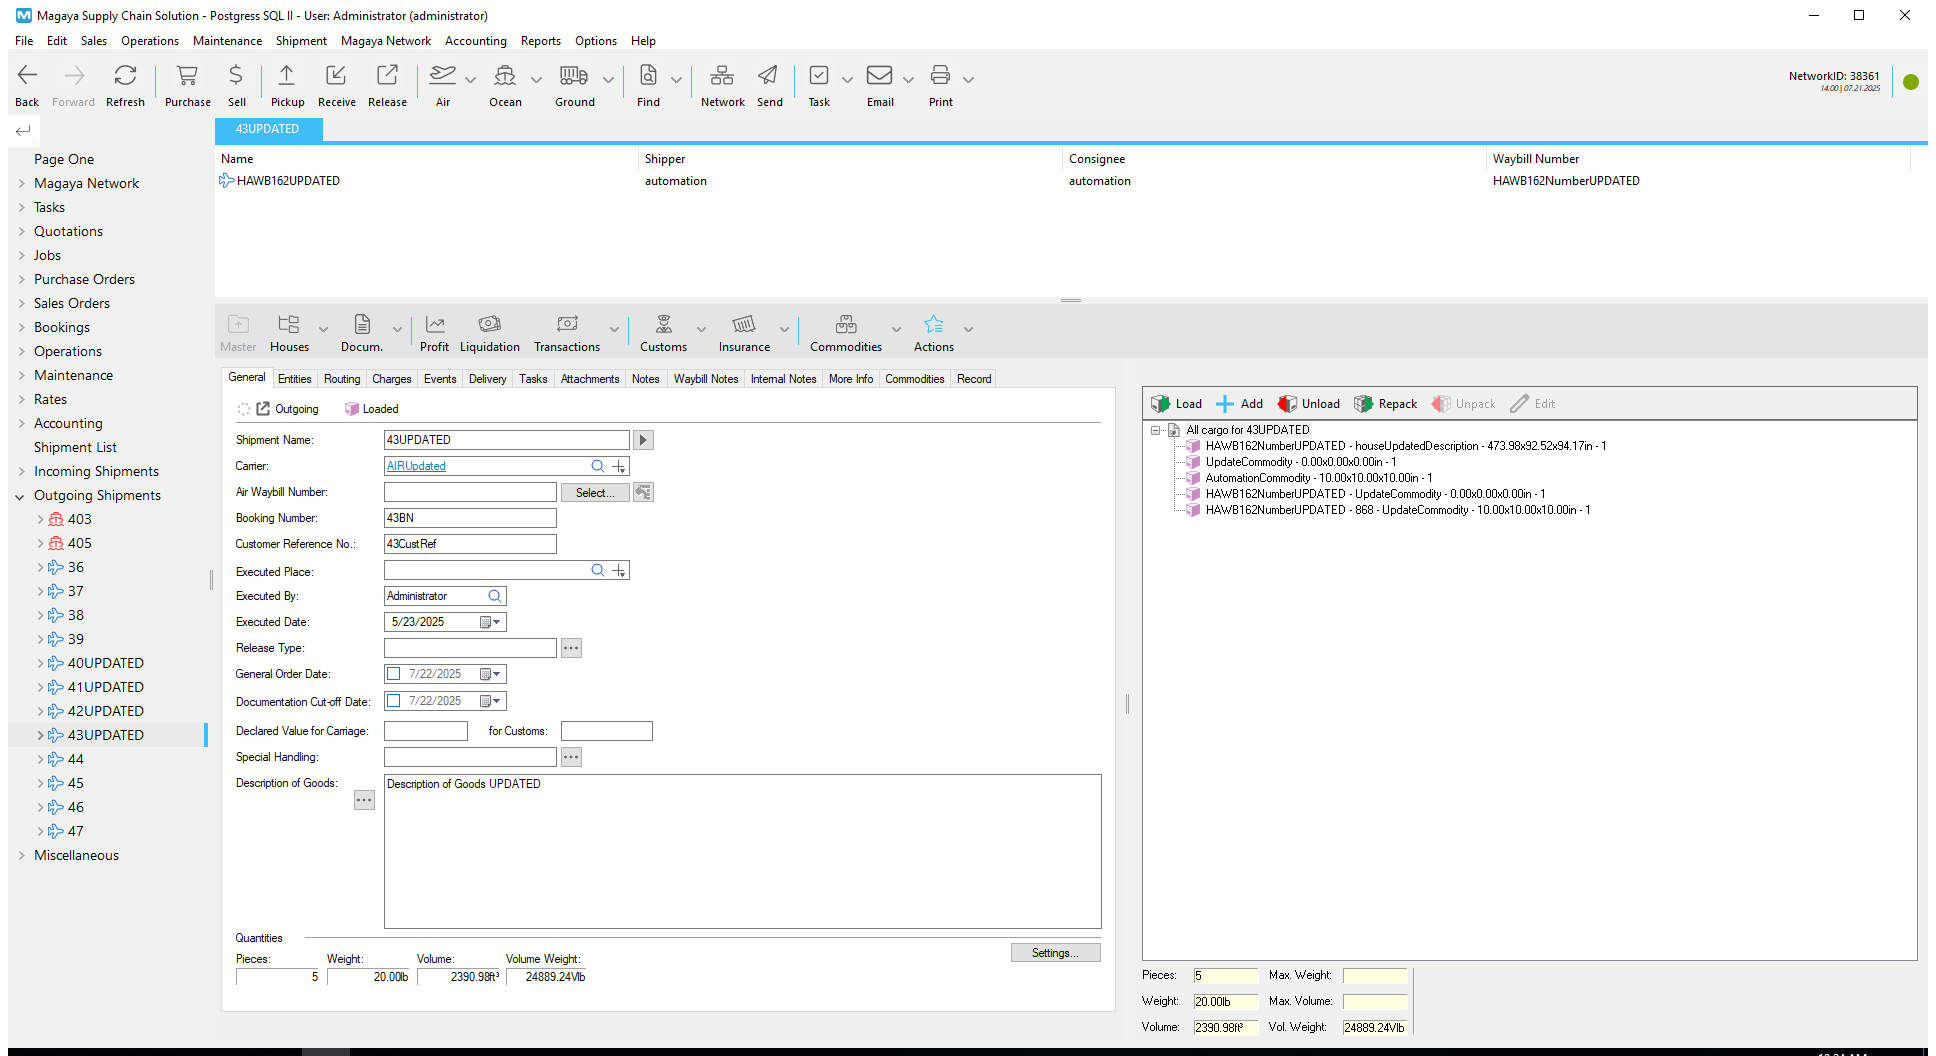 Magaya Supply Chain Solution - Postgress SQL II - User: Administrator (administrator)
File Edit Sales Operations Maintenance Shipment Magaya Network Accounting Reports Options Help
Back Forward Refresh Purchase Sell Pickup Receive Release Air Ocean Ground Find Network Send Task Email Print
NetworkID: 38361
14.00 | 07.21.2025
43UPDATED
Name Shipper Consignee Waybill Number
HAWB162UPDATED automation automation HAWB162NumberUPDATED
Page One
Magaya Network
Tasks
Quotations
Jobs
Purchase Orders
Sales Orders
Bookings
Operations
Maintenance
Rates
Accounting
Shipment List
Incoming Shipments
Outgoing Shipments
403
405
36
37
38
39
40UPDATED
41UPDATED
42UPDATED
43UPDATED
44
45
46
47
Miscellaneous
Master Houses Docum. Profit Liquidation Transactions Customs Insurance Commodities Actions
General Entities Routing Charges Events Delivery Tasks Attachments Notes Waybill Notes Internal Notes More Info Commodities Record
Outgoing Loaded
Shipment Name: 43UPDATED
Carrier: AIRUpdated
Air Waybill Number: Select...
Booking Number: 43BN
Customer Reference No.: 43CustRef
Executed Place:
Executed By: Administrator
Executed Date: 5/23/2025
Release Type:
General Order Date: 7/22/2025
Documentation Cut-off Date: 7/22/2025
Declared Value for Carriage: for Customs:
Special Handling:
Description of Goods: Description of Goods UPDATED
Quantities
Settings...
Pieces: Weight: Volume: Volume Weight:
5 20.00lb 2390.98ft³ 24889.24Vlb
Load Add Unload Repack Unpack Edit
All cargo for 43UPDATED
HAWB162NumberUPDATED - houseUpdatedDescription - 473.98x92.52x94.17in - 1
UpdateCommodity - 0.00x0.00x0.00in - 1
AutomationCommodity - 10.00x10.00x10.00in - 1
HAWB162NumberUPDATED - UpdateCommodity - 0.00x0.00x0.00in - 1
HAWB162NumberUPDATED - 868 - UpdateCommodity - 10.00x10.00x10.00in - 1
Pieces: 5 Max. Weight:
Weight: 20.00lb Max. Volume:
Volume: 2390.98ft³ Vol. Weight: 24889.24Vlb